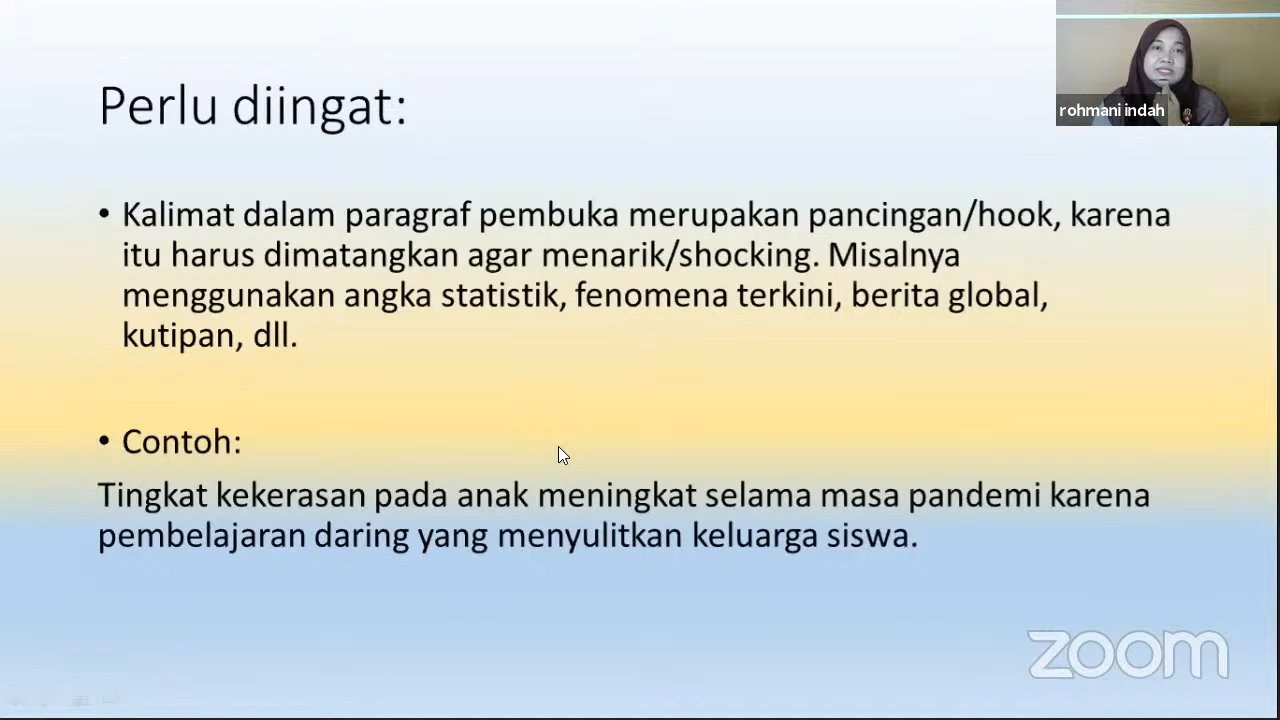 rohmani indah
Perlu diingat:
• Kalimat dalam paragraf pembuka merupakan pancingan/hook, karena
itu harus dimatangkan agar menarik/shocking. Misalnya
menggunakan angka statistik, fenomena terkini, berita global,
kutipan, dll.
• Contoh:
Tingkat kekerasan pada anak meningkat selama masa pandemi karena
pembelajaran daring yang menyulitkan keluarga siswa.
zoom